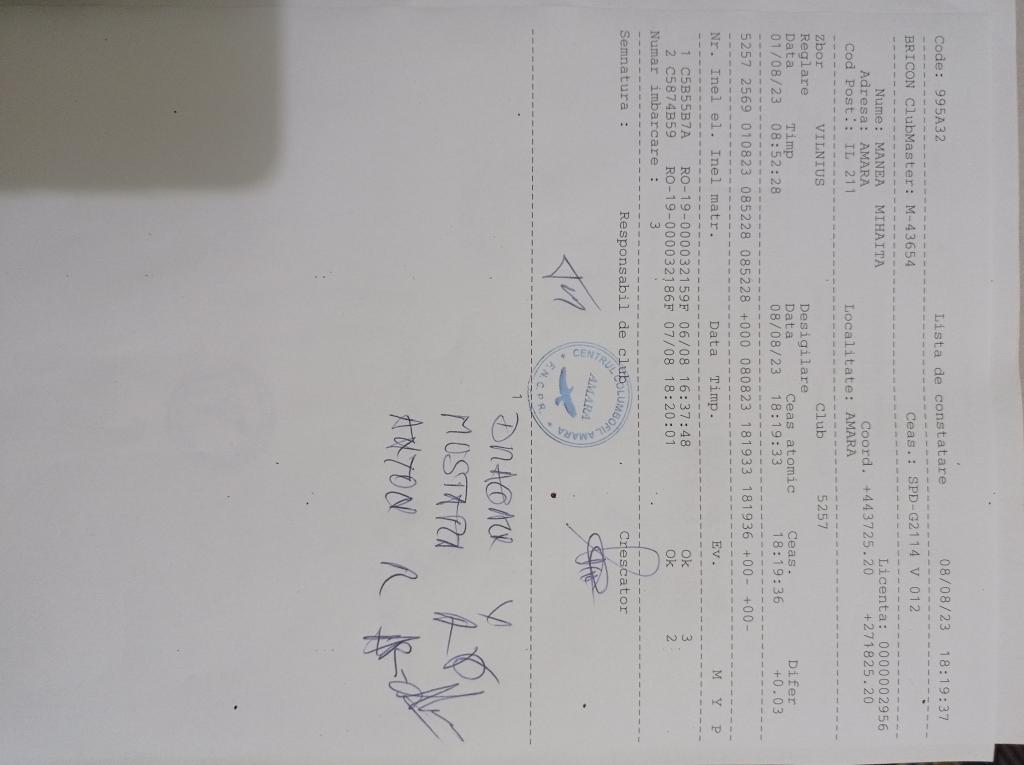 Code: 995A32 Lista de constatare 08/08/23 18:19:37
BRICON ClubMaster: M-43654 Ceas.: SPD-G2114 V 012
Nume: MANEA MIHAITA Licenta: 0000002956
Adresa: AMARA Coord. +443725.20 +271825.20
Cod Post.: IL 211 Localitate: AMARA
Zbor VILNIUS Club 5257
Reglare Desigilare
Data Timp Data Ceas atomic Ceas. Difer
01/08/23 08:52:28 08/08/23 18:19:33 18:19:36 +0.03
5257 2569 010823 085228 085228 +000 080823 181933 181936 +00- +00-
Nr. Inel el. Inel matr. Data Timp. Ev. M Y P
1 C5B55B7A RO-19-000032159F 06/08 16:37:48 Ok 3
2 C5874B59 RO-19-000032186F 07/08 18:20:01 Ok 2
Numar imbarcare : 3
Semnatura : Responsabil de club Crescator
CENTRUL COLUMBOFIL AMARA
AMARA
F.N.C.P.R.
1
MUSTAFA